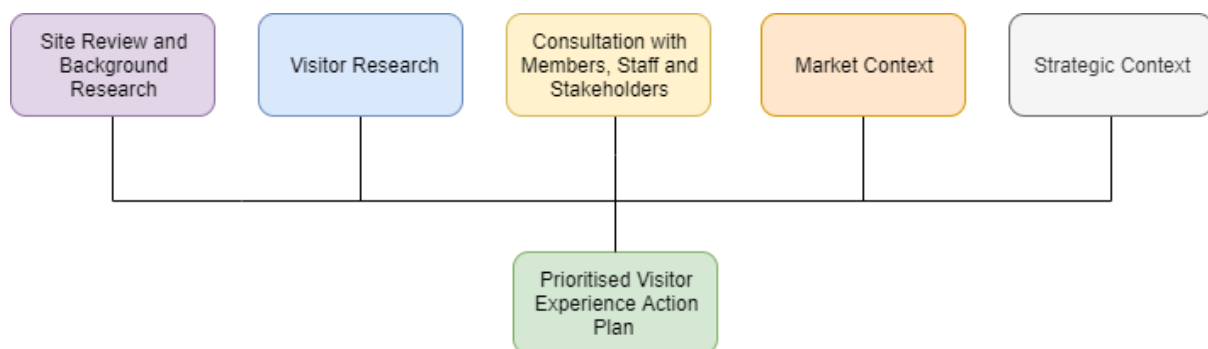 Site Review and
Background
Research
Visitor Research
Consultation with
Members, Staff and
Stakeholders
Market Context
Strategic Context
Prioritised Visitor
Experience Action
Plan